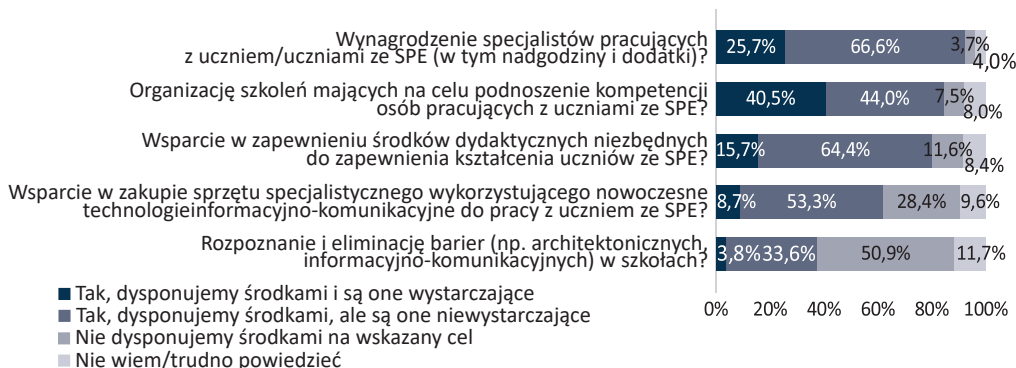 Wynagrodzenie specjalistów pracujących
z uczniem/uczniami ze SPE (w tym nadgodziny i dodatki)?
25,7% 66,6% 3,7% 4,0%
Organizację szkoleń mających na celu podnoszenie kompetencji
osób pracujących z uczniami ze SPE?
40,5% 44,0% 7,5% 8,0%
Wsparcie w zapewnieniu środków dydaktycznych niezbędnych
do zapewnienia kształcenia uczniów ze SPE?
15,7% 64,4% 11,6% 8,4%
Wsparcie w zakupie sprzętu specjalistycznego wykorzystującego nowoczesne
technologieinformacyjno-komunikacyjne do pracy z uczniem ze SPE?
8,7% 53,3% 28,4% 9,6%
Rozpoznanie i eliminację barier (np. architektonicznych,
informacyjno-komunikacyjnych) w szkołach?
3,8% 33,6% 50,9% 11,7%
0% 20% 40% 60% 80% 100%
Tak, dysponujemy środkami i są one wystarczające
Tak, dysponujemy środkami, ale są one niewystarczające
Nie dysponujemy środkami na wskazany cel
Nie wiem/trudno powiedzieć